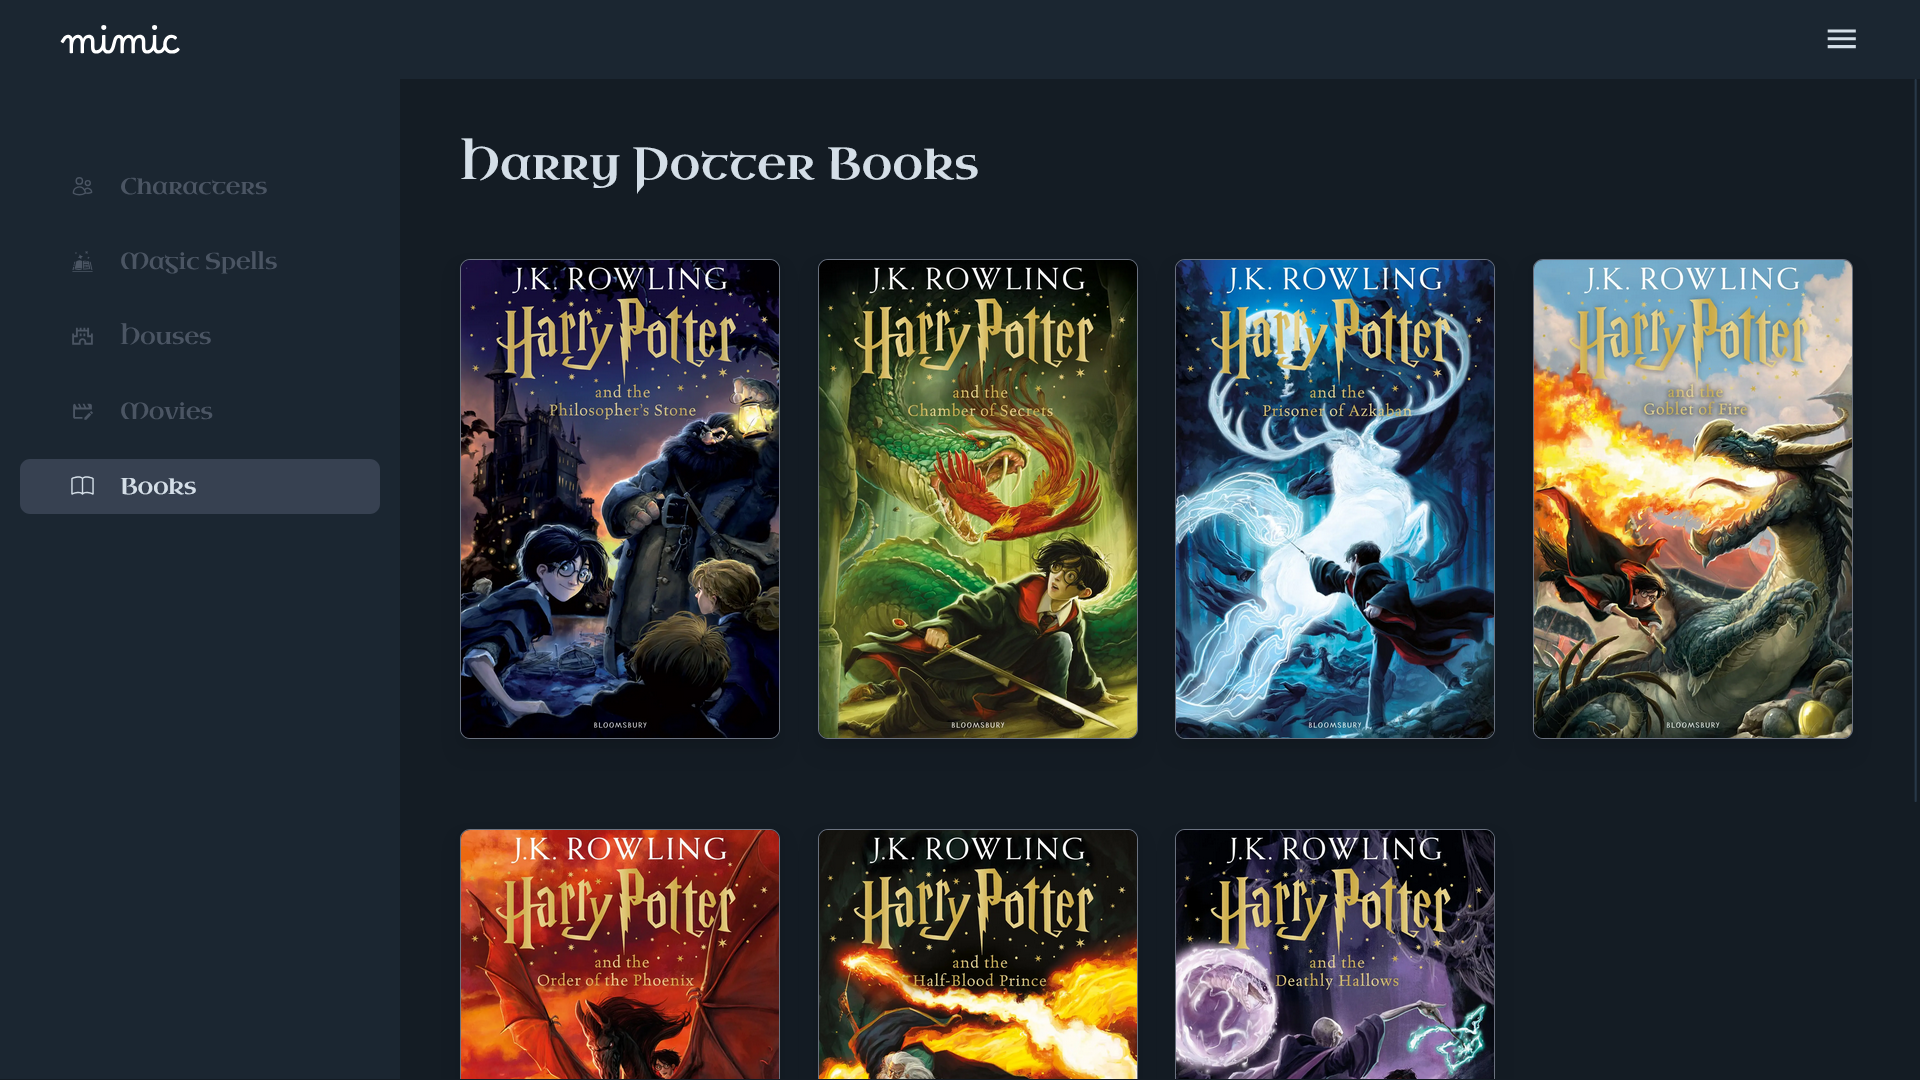 mimic
Characters
Magic Spells
Houses
Movies
Books
Harry Potter Books
J.K. ROWLING
Harry Potter
and the
Philosopher's Stone
BLOOMSBURY
J.K. ROWLING
Harry Potter
and the
Chamber of Secrets
BLOOMSBURY
J.K. ROWLING
Harry Potter
and the
Prisoner of Azkaban
BLOOMSBURY
J.K. ROWLING
Harry Potter
and the
Goblet of Fire
BLOOMSBURY
J.K. ROWLING
Harry Potter
and the
Order of the Phoenix
J.K. ROWLING
Harry Potter
and the
Half-Blood Prince
J.K. ROWLING
Harry Potter
and the
Deathly Hallows